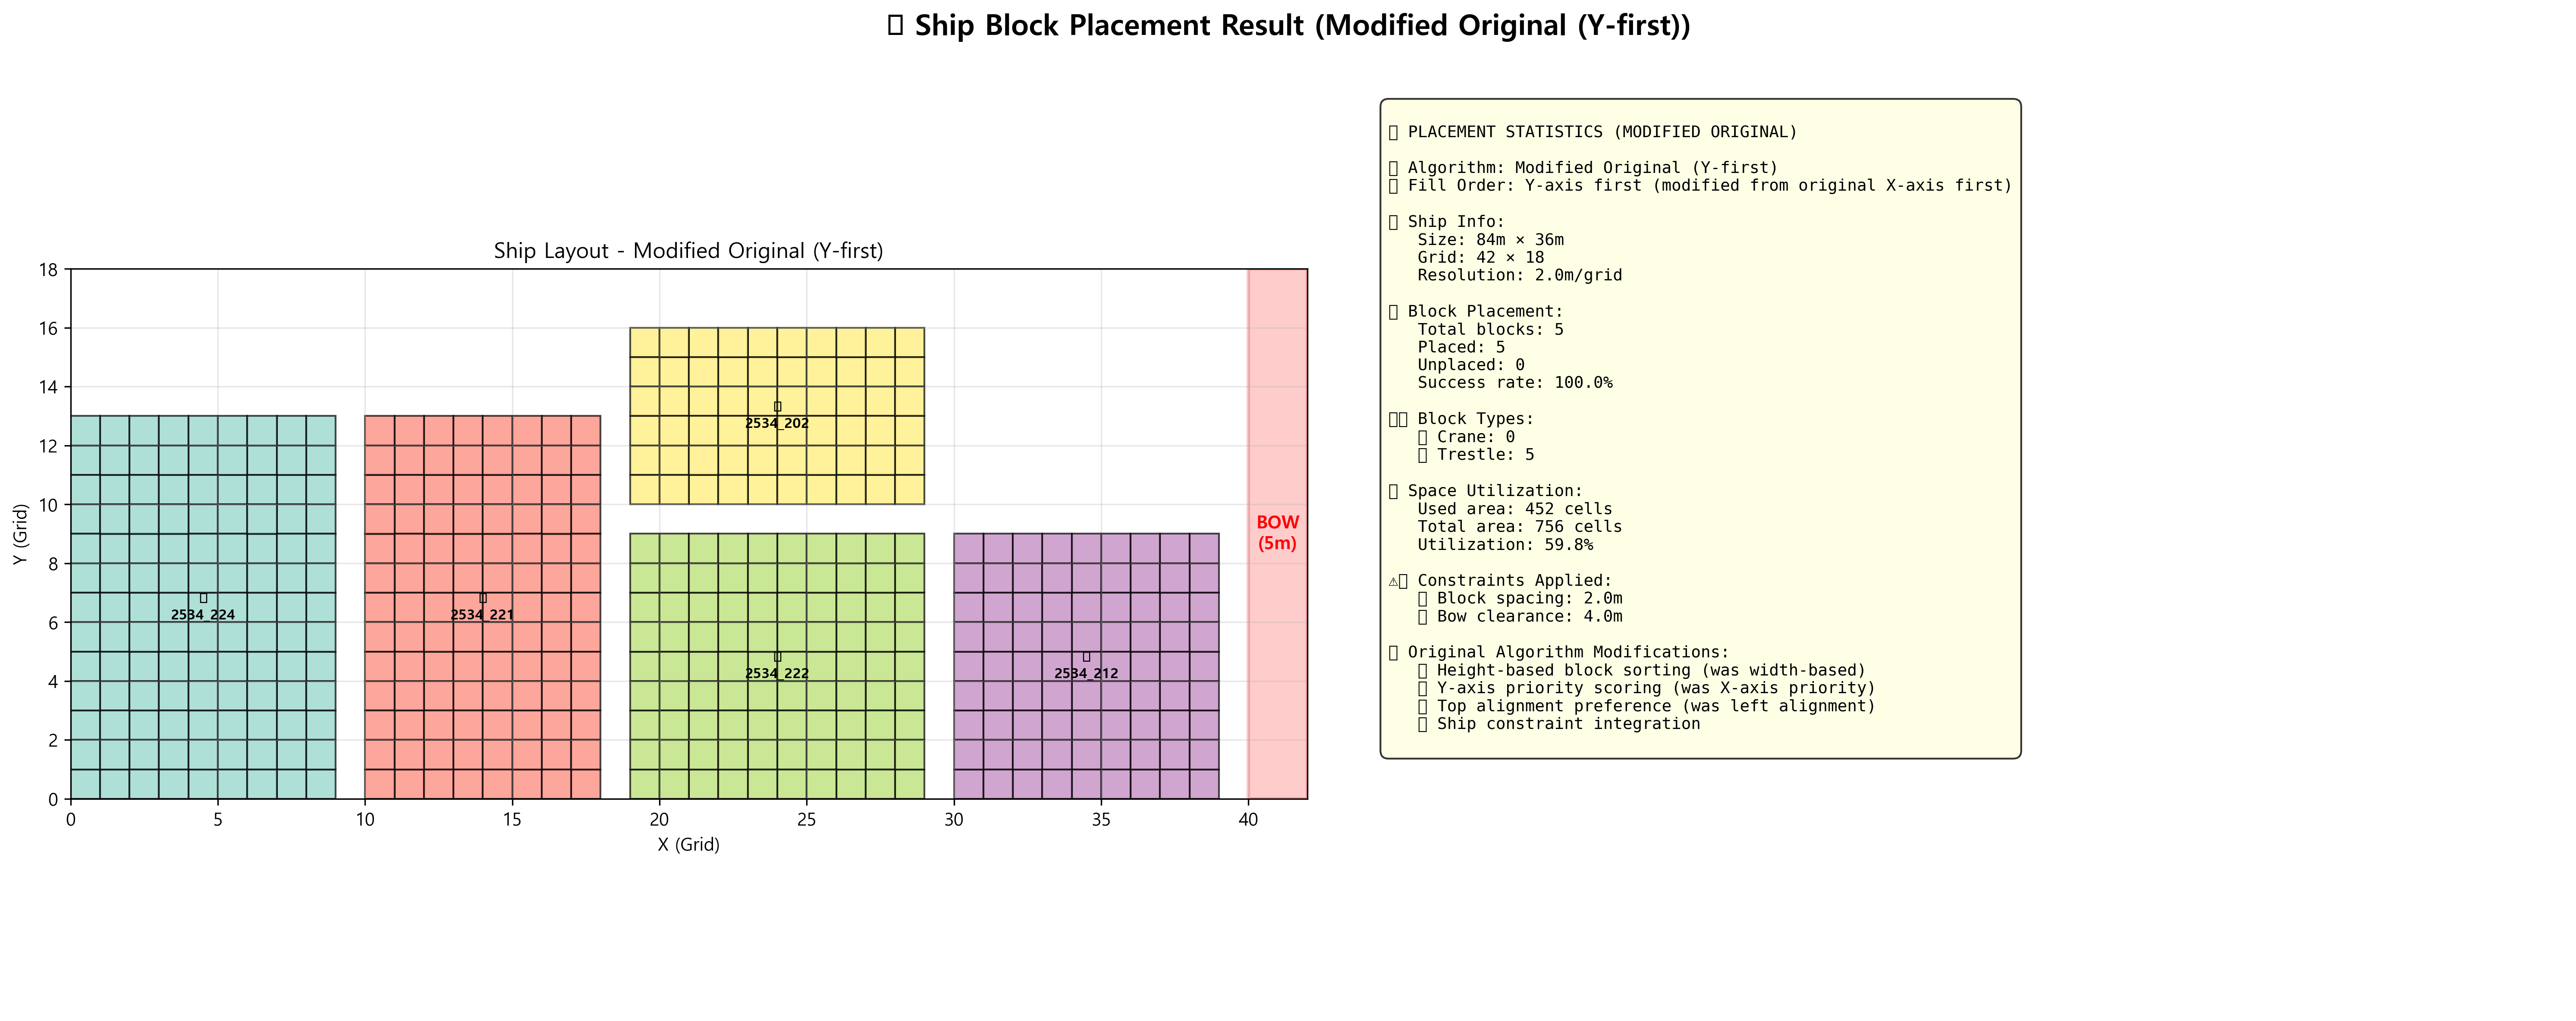 Ship Block Placement Result (Modified Original (Y-first))
Ship Layout - Modified Original (Y-first)
18
16
14
12
10
8
6
4
2
0
Y (Grid)
2534_202
2534_224
2534_221
2534_222
2534_212
BOW
(5m)
0 5 10 15 20 25 30 35 40
X (Grid)
PLACEMENT STATISTICS (MODIFIED ORIGINAL)
Algorithm: Modified Original (Y-first)
Fill Order: Y-axis first (modified from original X-axis first)
Ship Info:
Size: 84m × 36m
Grid: 42 × 18
Resolution: 2.0m/grid
Block Placement:
Total blocks: 5
Placed: 5
Unplaced: 0
Success rate: 100.0%
Block Types:
Crane: 0
Trestle: 5
Space Utilization:
Used area: 452 cells
Total area: 756 cells
Utilization: 59.8%
⚠ Constraints Applied:
Block spacing: 2.0m
Bow clearance: 4.0m
Original Algorithm Modifications:
Height-based block sorting (was width-based)
Y-axis priority scoring (was X-axis priority)
Top alignment preference (was left alignment)
Ship constraint integration